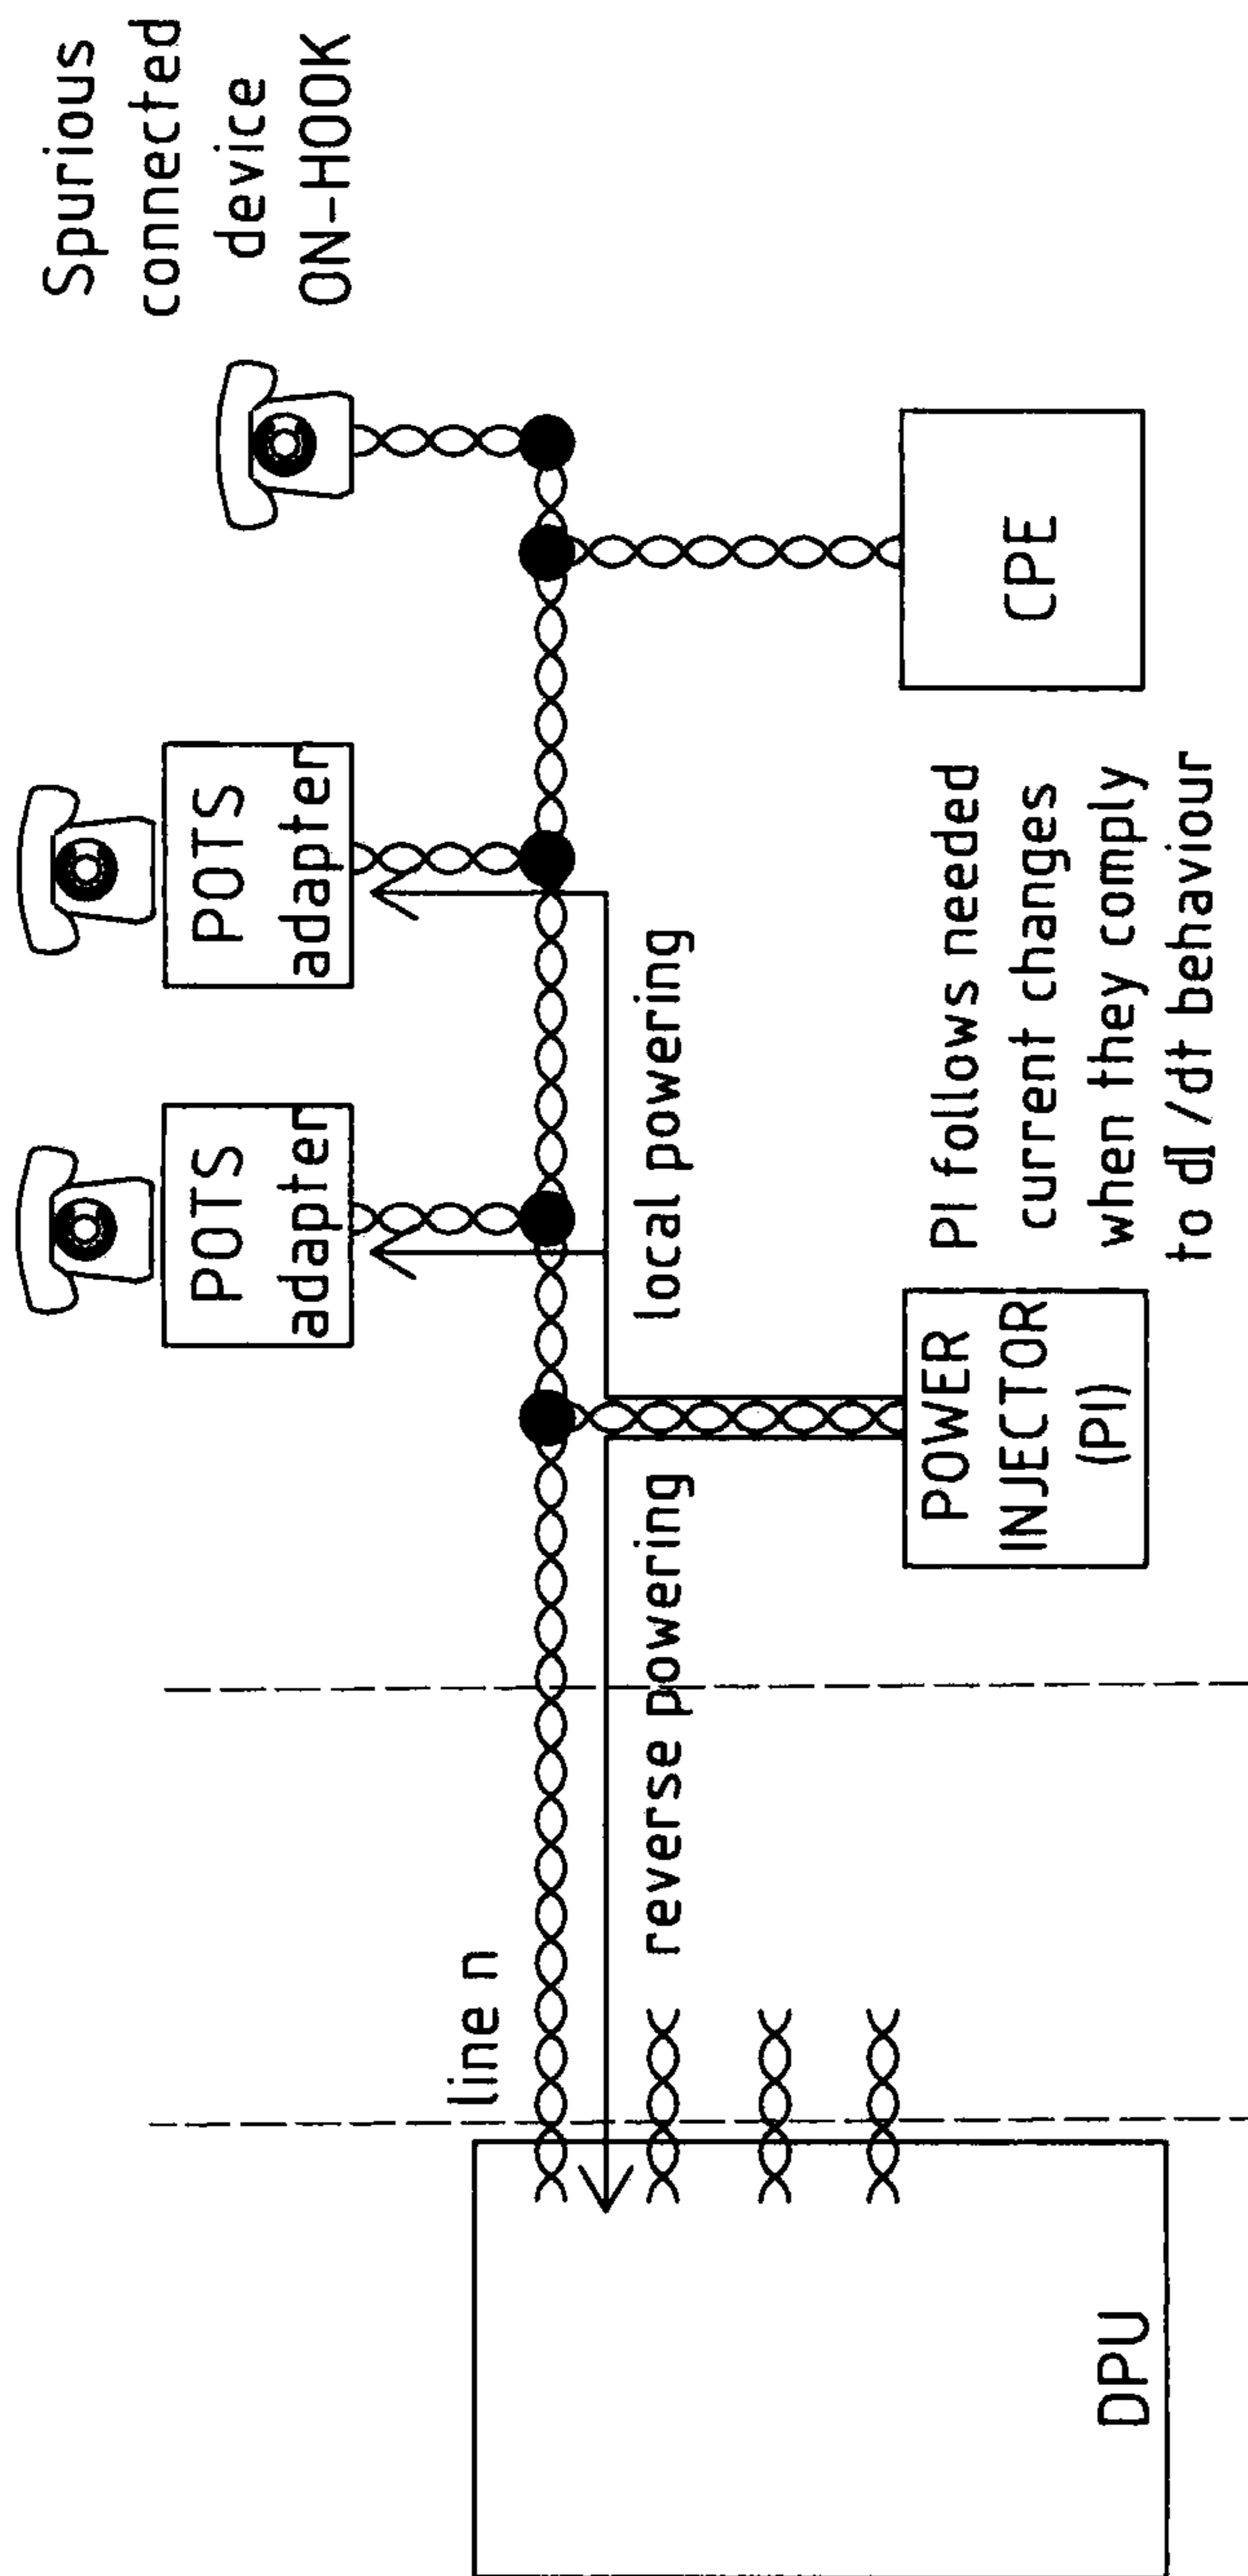 Spurious
connected
device
ON-HOOK
POTS
adapter
POTS
adapter
line n
reverse powering
local powering
CPE
POWER
INJECTOR
(PI)
PI follows needed
current changes
when they comply
to dI/dt behaviour
DPU